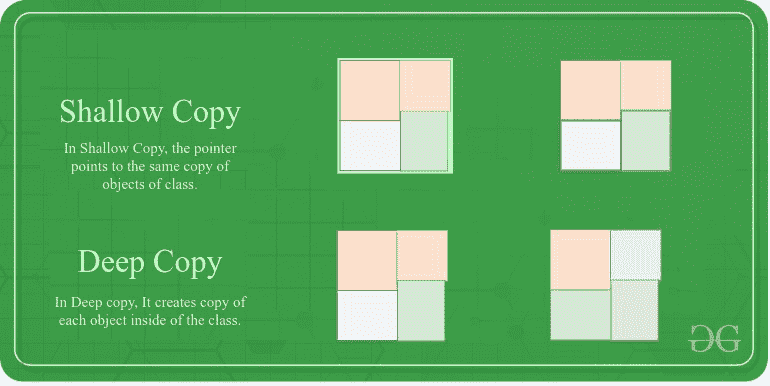 Shallow Copy
In Shallow Copy, the pointer
points to the same copy of
objects of class.
Deep Copy
In Deep copy, It creates copy of
each object inside of the class.